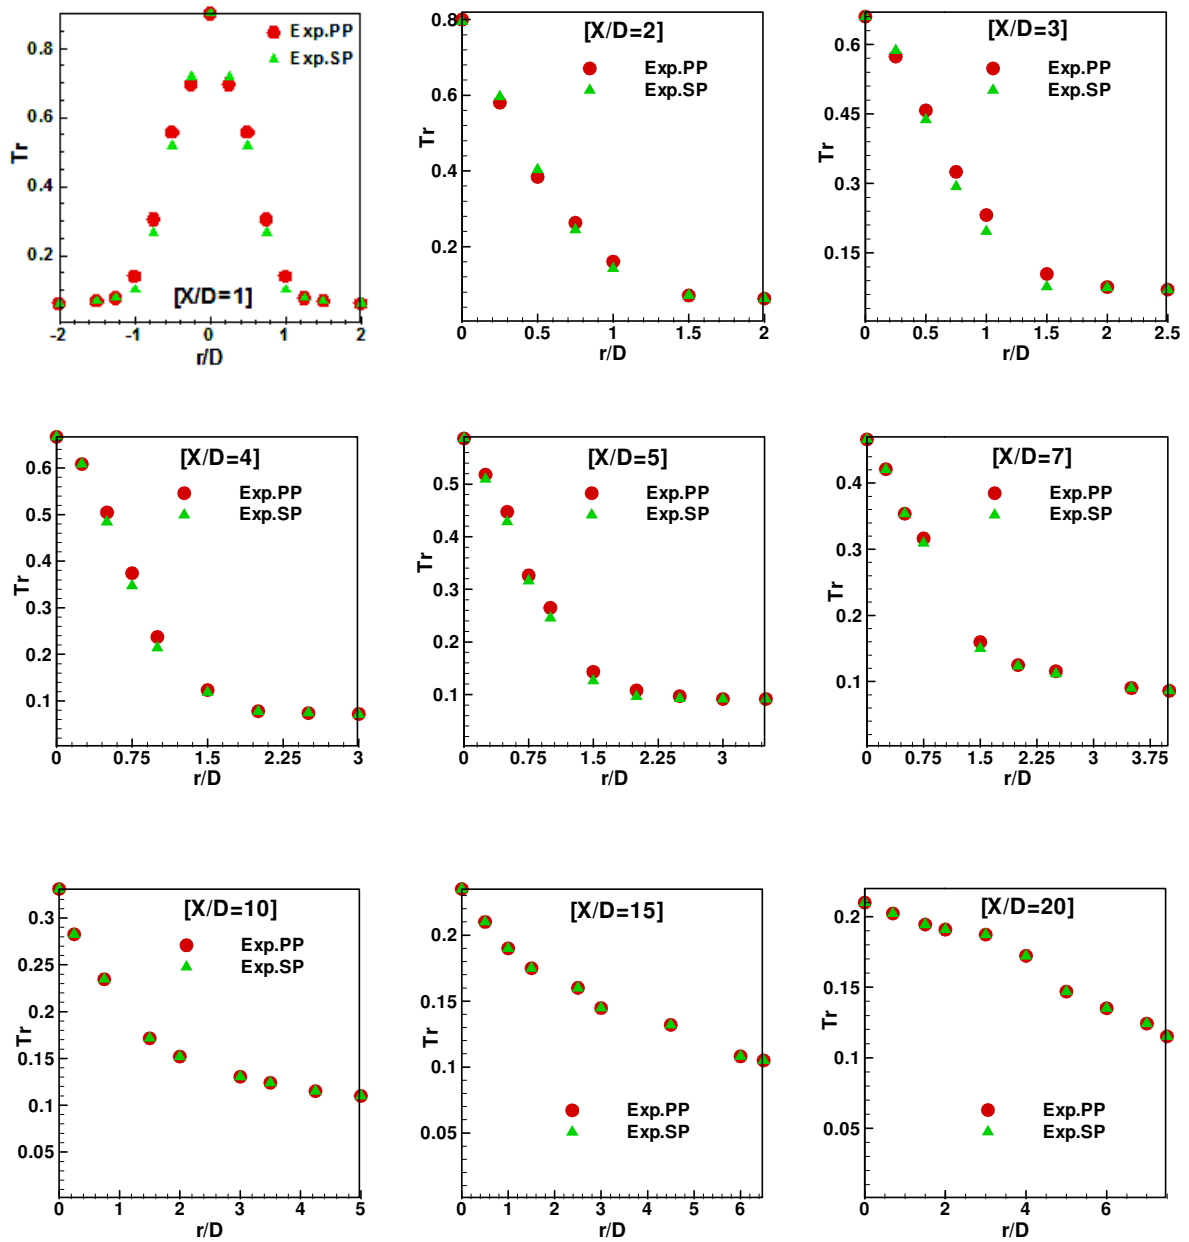 Exp.PP
Exp.SP
0.8
0.6
0.4
0.2
Tr
[X/D=1]
-2
-1
0
1
2
r/D
[X/D=2]
Exp.PP
Exp.SP
0.8
0.6
0.4
0.2
Tr
0
0.5
1
1.5
2
r/D
[X/D=3]
Exp.PP
Exp.SP
0.6
0.45
0.3
0.15
Tr
0
0.5
1
1.5
2
2.5
r/D
[X/D=4]
Exp.PP
Exp.SP
0.6
0.5
0.4
0.3
0.2
0.1
Tr
0
0.75
1.5
2.25
3
r/D
[X/D=5]
Exp.PP
Exp.SP
0.5
0.4
0.3
0.2
0.1
Tr
0
0.75
1.5
2.25
3
r/D
[X/D=7]
Exp.PP
Exp.SP
0.4
0.3
0.2
0.1
Tr
0
0.75
1.5
2.25
3
3.75
r/D
[X/D=10]
Exp.PP
Exp.SP
0.3
0.25
0.2
0.15
0.1
0.05
Tr
0
1
2
3
4
5
r/D
[X/D=15]
0.2
0.15
0.1
0.05
Tr
Exp.PP
Exp.SP
0
1
2
3
4
5
6
r/D
[X/D=20]
0.2
0.15
0.1
0.05
Tr
Exp.PP
Exp.SP
0
2
4
6
r/D